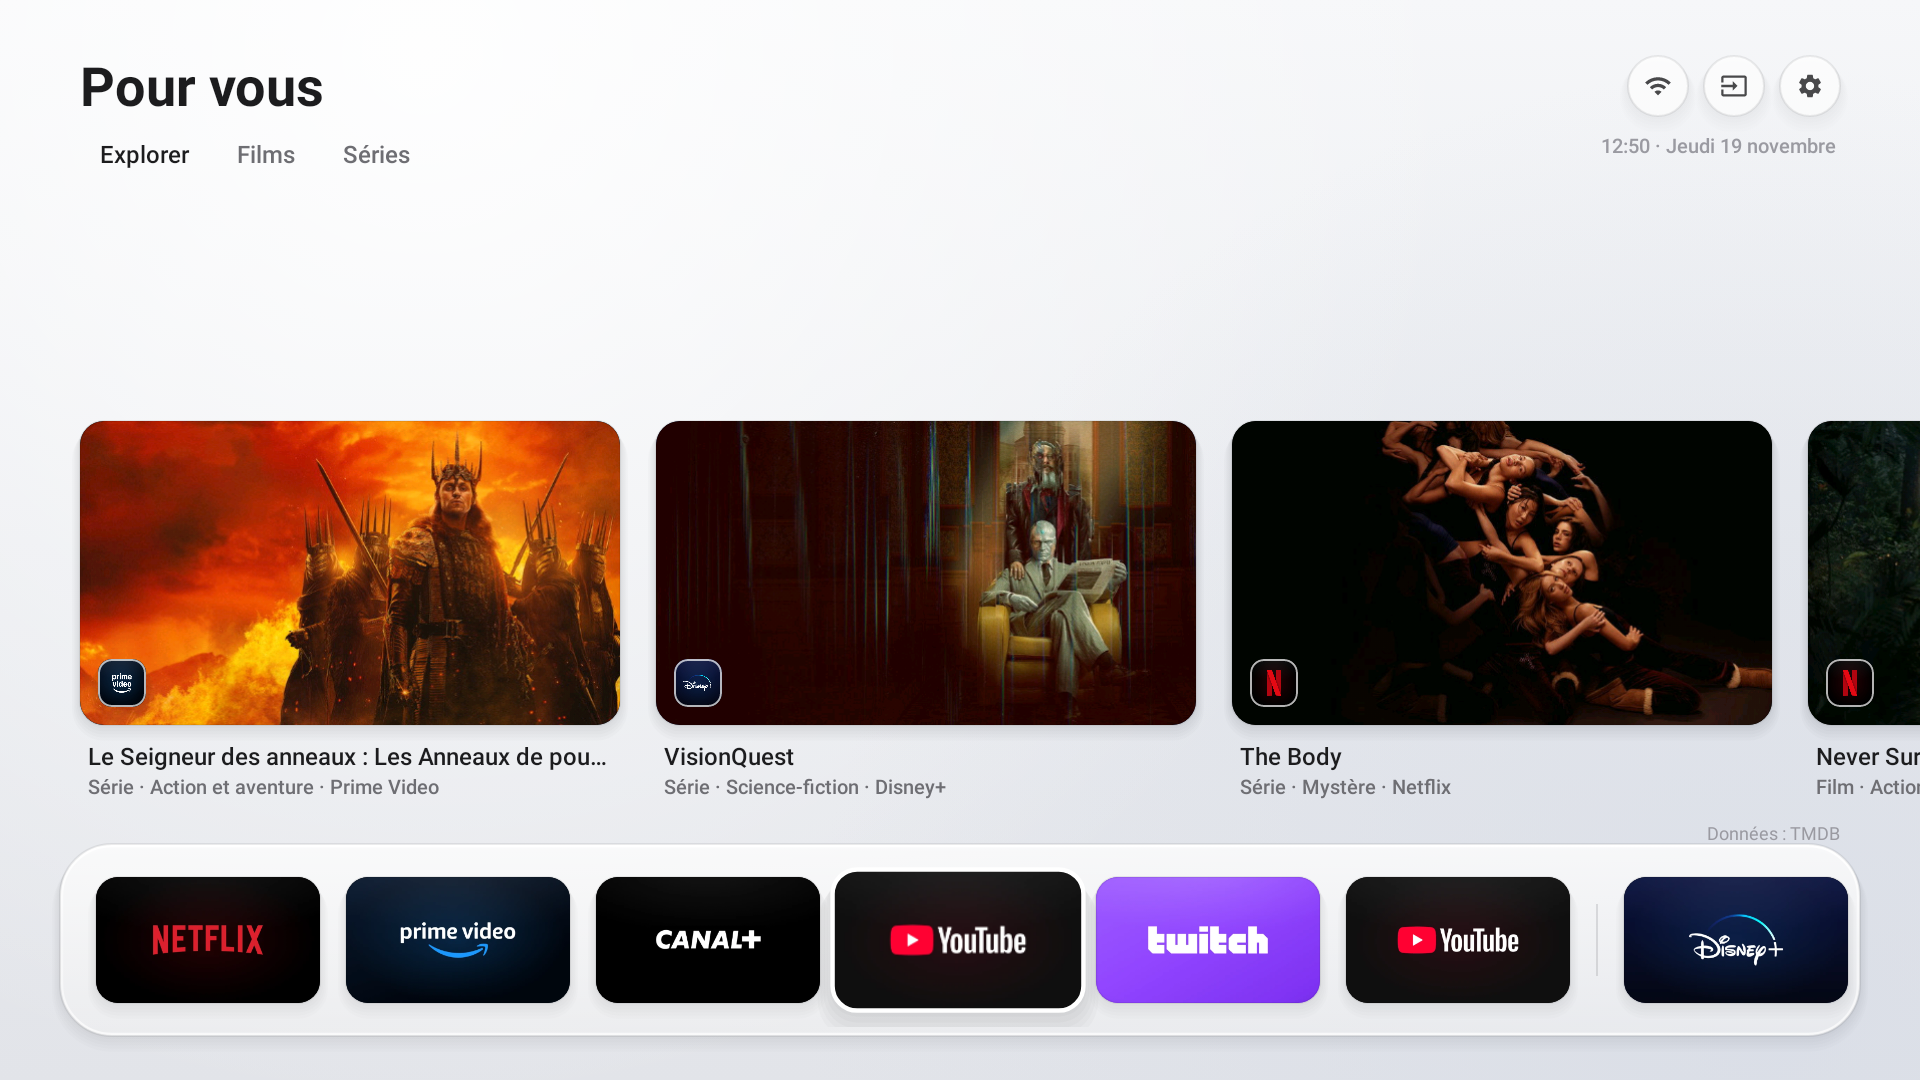 Pour vous
Explorer Films Séries
12:50 · Jeudi 19 novembre
prime video
Disney+
N
N
Le Seigneur des anneaux : Les Anneaux de pou...
Série · Action et aventure · Prime Video
VisionQuest
Série · Science-fiction · Disney+
The Body
Série · Mystère · Netflix
Never Sur
Film · Action
Données : TMDB
NETFLIX
prime video
CANAL+
YouTube
twitch
YouTube
Disney+